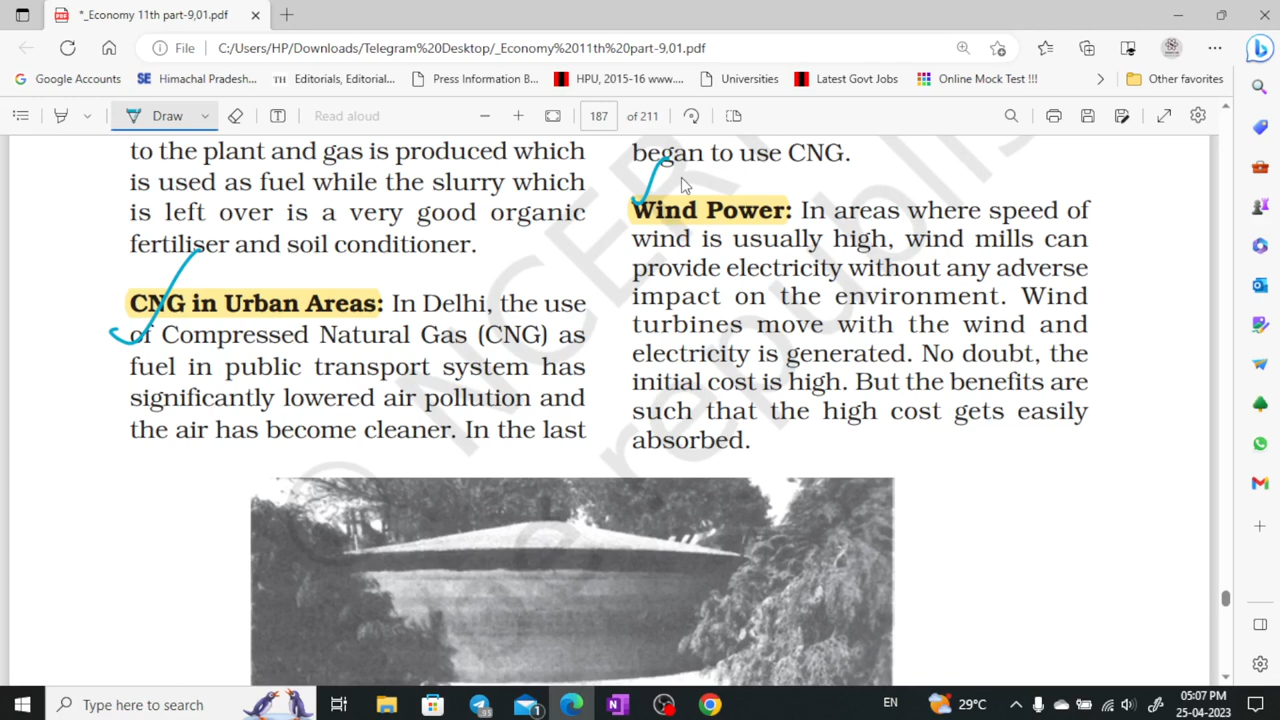 *_Economy 11th part-9,01.pdf
File C:/Users/HP/Downloads/Telegram%20Desktop/_Economy%2011th%20part-9,01.pdf
Google Accounts SE Himachal Pradesh... TH Editorials, Editorial... Press Information B... HPU, 2015-16 www.... Universities Latest Govt Jobs Online Mock Test !!! Other favorites
Draw Read aloud 187 of 211
to the plant and gas is produced which
is used as fuel while the slurry which
is left over is a very good organic
fertiliser and soil conditioner.
CNG in Urban Areas: In Delhi, the use
of Compressed Natural Gas (CNG) as
fuel in public transport system has
significantly lowered air pollution and
the air has become cleaner. In the last
began to use CNG.
Wind Power: In areas where speed of
wind is usually high, wind mills can
provide electricity without any adverse
impact on the environment. Wind
turbines move with the wind and
electricity is generated. No doubt, the
initial cost is high. But the benefits are
such that the high cost gets easily
absorbed.
© NCERT
republis
Type here to search
95
1
EN 29°C 05:07 PM
25-04-2023